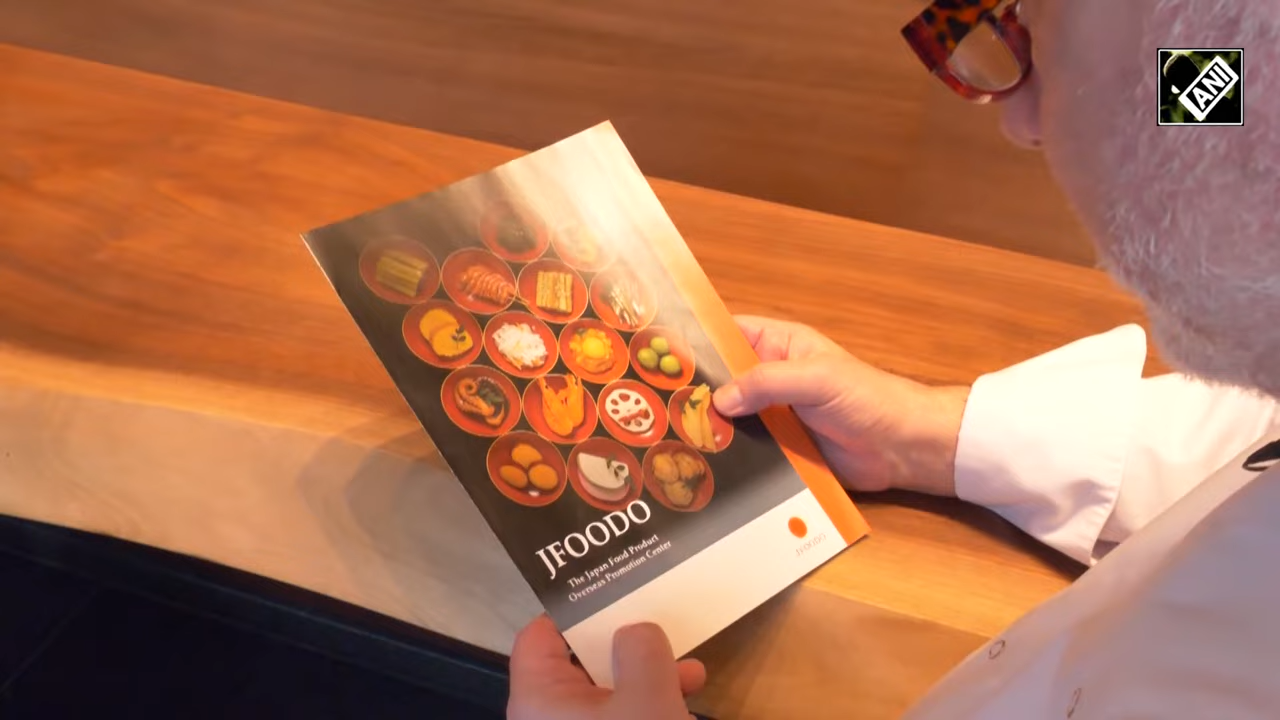 ANI
JFOODO
The Japan Food Product
Overseas Promotion Center
JFOODO